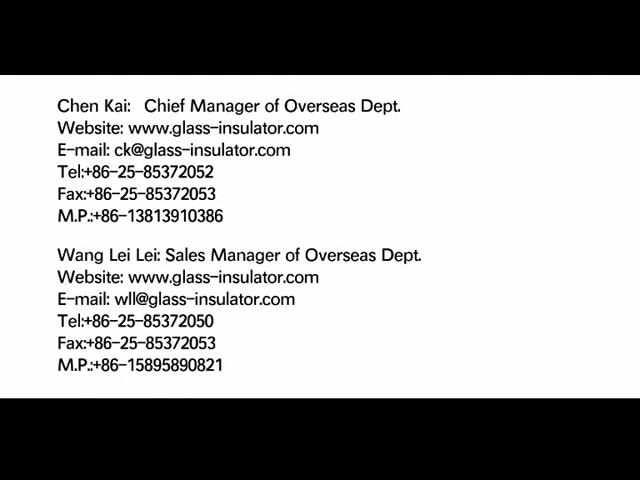 Chen Kai:   Chief Manager of Overseas Dept.
Website: www.glass-insulator.com
E-mail: ck@glass-insulator.com
Tel:+86-25-85372052
Fax:+86-25-85372053
M.P.:+86-13813910386
Wang Lei Lei: Sales Manager of Overseas Dept.
Website: www.glass-insulator.com
E-mail: wll@glass-insulator.com
Tel:+86-25-85372050
Fax:+86-25-85372053
M.P.:+86-15895890821